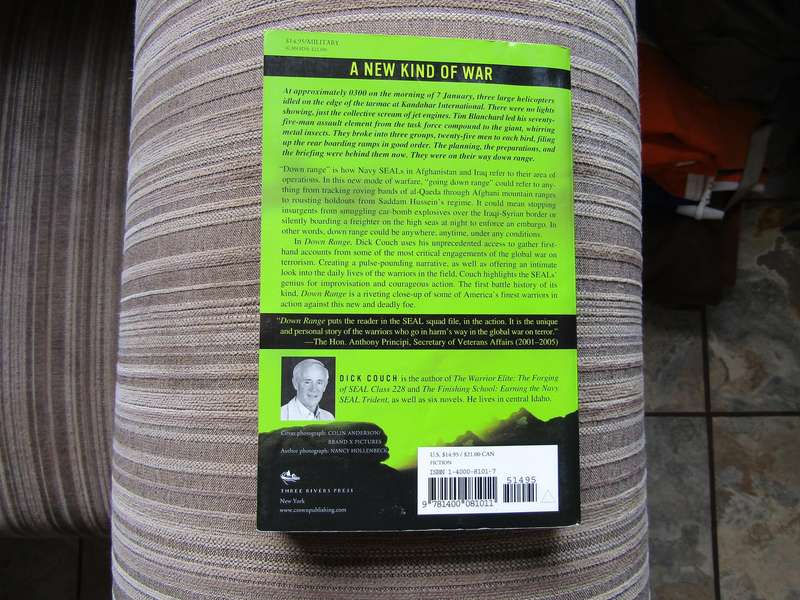 $14.95/MILITARY
A NEW KIND OF WAR
At approximately 0300 on the morning of 7 January, three large helicopters
idled on the edge of the tarmac at Kandahar International. There were no lights
showing, just the collective scream of jet engines. Tim Blanchard led his seventy-
five-man assault element from the task force compound to the giant, whirring
metal insects. They broke into three groups, twenty-five men to each bird, filing
up the rear boarding ramps in good order. The planning, the preparations, and
the briefing were behind them now. They were on their way down range.
"Down range" is how Navy SEALs in Afghanistan and Iraq refer to their area of
operations. In this new mode of warfare, "going down range" could refer to any-
thing from tracking roving bands of al-Qaeda through Afghani mountain ranges
to rousting holdouts from Saddam Hussein's regime. It could mean stopping
insurgents from smuggling car-bomb explosives over the Iraqi-Syrian border or
silently boarding a freighter on the high seas at night to enforce an embargo. In
other words, down range could be anywhere, anytime, under any conditions.
In Down Range, Dick Couch uses his unprecedented access to gather first-
hand accounts from some of the most critical engagements of the global war on
terrorism. Creating a pulse-pounding narrative, as well as offering an intimate
look into the daily lives of the warriors in the field, Couch highlights the SEALs'
genius for improvisation and courageous action. The first battle history of its
kind, Down Range is a riveting close-up of some of America's finest warriors in
action against this new and deadly foe.
"Down Range puts the reader in the SEAL squad file, in the action. It is the unique
and personal story of the warriors who go in harm's way in the global war on terror."
—The Hon. Anthony Principi, Secretary of Veterans Affairs (2001–2005)
DICK COUCH is the author of The Warrior Elite: The Forging
of SEAL Class 228 and The Finishing School: Earning the Navy
SEAL Trident, as well as six novels. He lives in central Idaho.
Cover photograph: COLIN ANDERSON/
BRAND X PICTURES
Author photograph: NANCY HOLLENBECK
THREE RIVERS PRESS
New York
www.crownpublishing.com
U.S. $14.95 / $21.00 CAN
FICTION
ISBN 1-4000-8101-7
51495
9 781400 081011